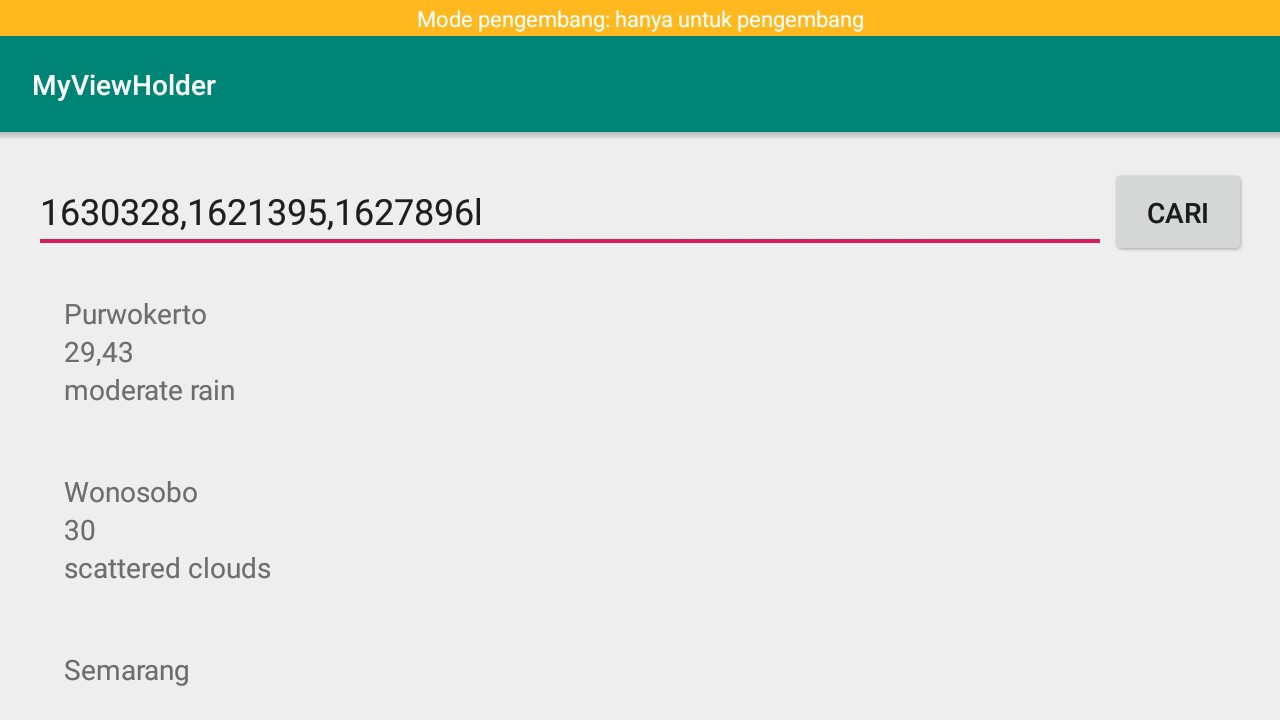 Mode pengembang: hanya untuk pengembang
MyViewHolder
1630328,1621395,1627896l
CARI
Purwokerto
29,43
moderate rain
Wonosobo
30
scattered clouds
Semarang